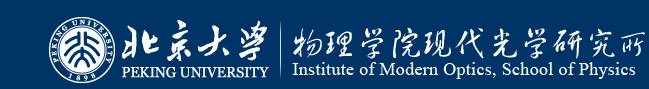 PEKING UNIVERSITY
1898
北京大学
PEKING UNIVERSITY
物理学院现代光学研究所
Institute of Modern Optics, School of Physics